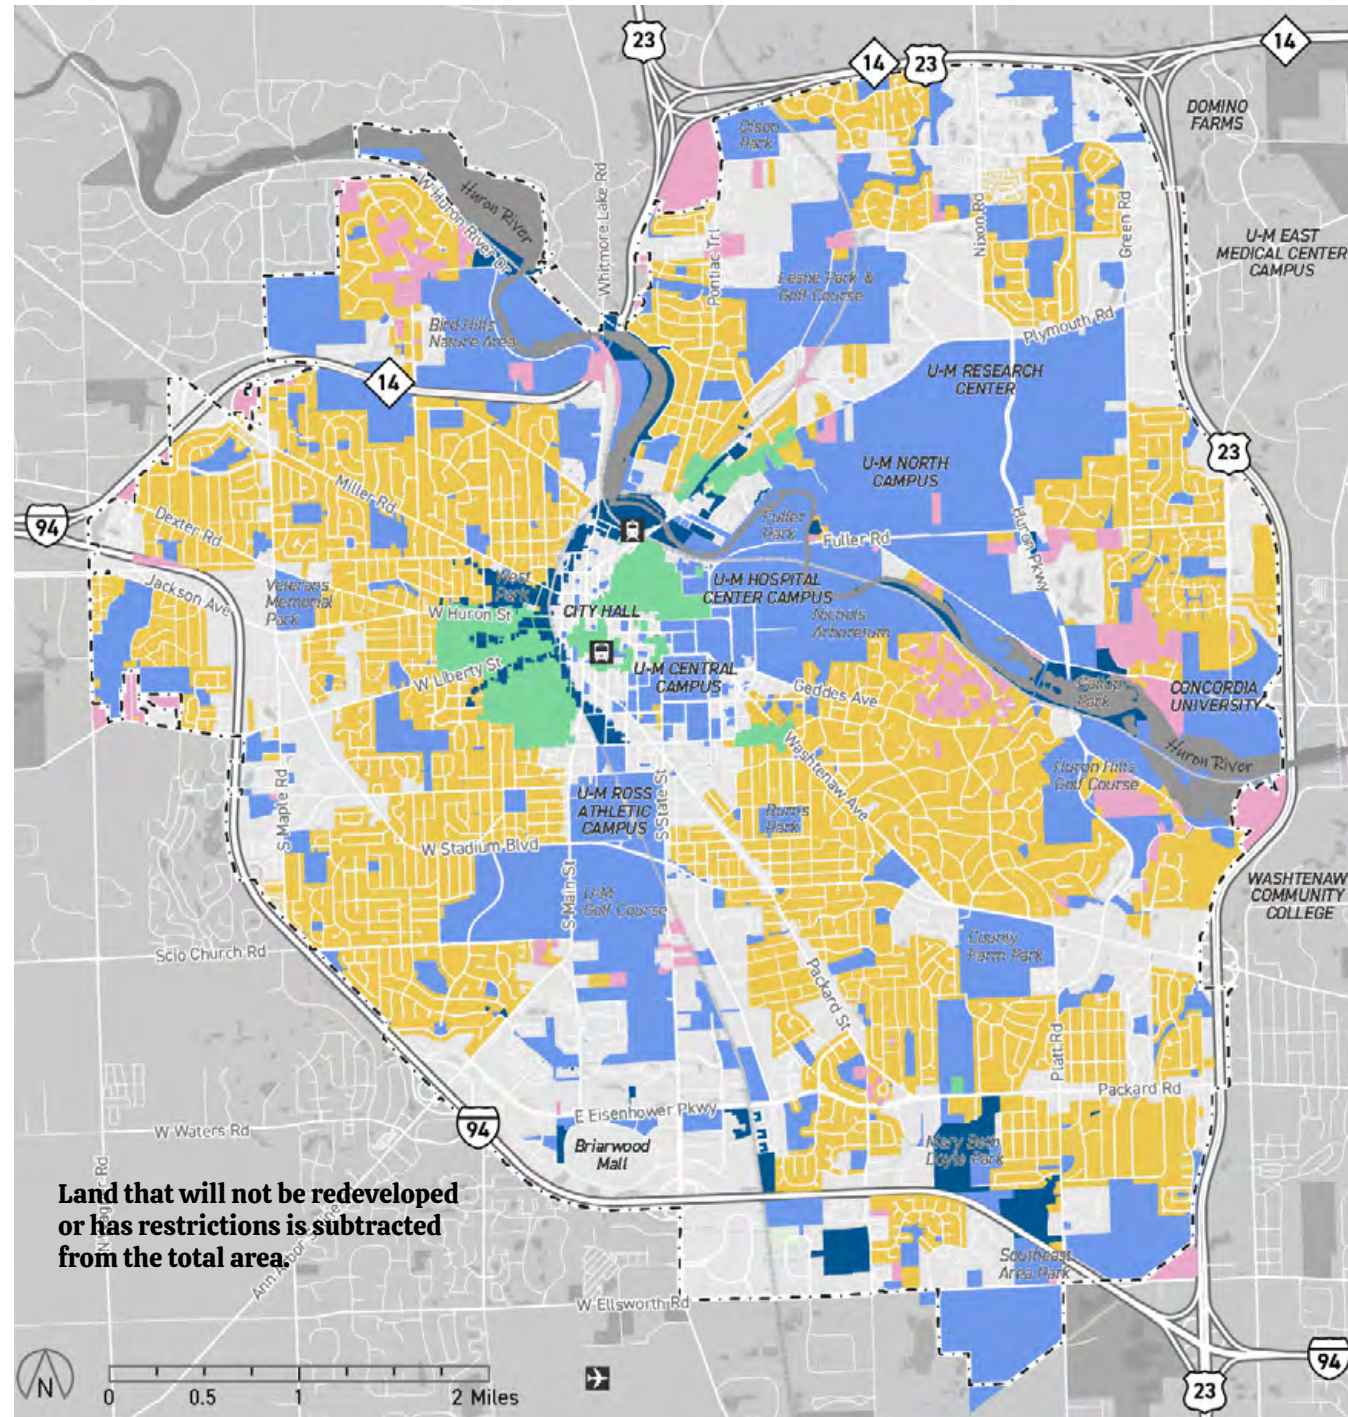 23
14
14
23
DOMINO
FARMS
Olson
Park
Huron River
W Huron River Dr
Whitmore Lake Rd
Pontiac Trl
Nixon Rd
Green Rd
U-M EAST
MEDICAL CENTER
CAMPUS
Leslie Park &
Golf Course
Bird Hills
Nature Area
Plymouth Rd
14
U-M RESEARCH
CENTER
23
U-M NORTH
CAMPUS
Miller Rd
94
Dexter Rd
Fuller
Park
Fuller Rd
Huron Pkwy
Jackson Ave
Veterans
Memorial
Park
West
Park
U-M HOSPITAL
CENTER CAMPUS
W Huron St
CITY HALL
Nichols
Arboretum
W Liberty St
U-M CENTRAL
CAMPUS
Geddes Ave
Gallup
Park
CONCORDIA
UNIVERSITY
Huron River
Washtenaw Ave
Huron Hills
Golf Course
S Maple Rd
U-M ROSS
ATHLETIC
CAMPUS
S State St
Burns
Park
W Stadium Blvd
S Main St
U-M
Golf Course
WASHTENAW
COMMUNITY
COLLEGE
County
Farm Park
Scio Church Rd
Packard St
Platt Rd
Packard Rd
E Eisenhower Pkwy
W Waters Rd
94
Briarwood
Mall
Mary Beth
Doyle Park
Land that will not be redeveloped
or has restrictions is subtracted
from the total area.
Southeast
Area Park
W Ellsworth Rd
94
23
N
0 0.5 1 2 Miles